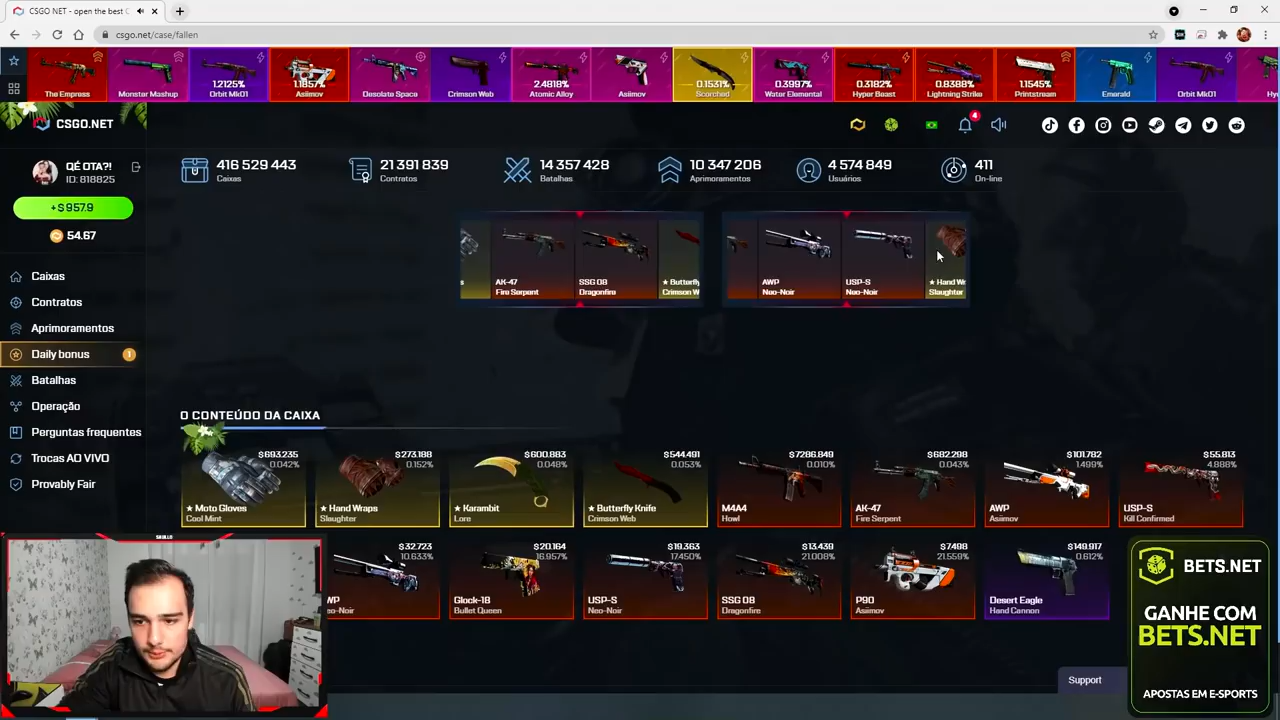 CSGO NET - open the best C
csgo.net/case/fallen
The Empress
Monster Mashup
1.2125%
Orbit Mk01
1.1857%
Asiimov
Desolate Space
Crimson Web
2.4818%
Atomic Alloy
Asiimov
0.1531%
Scorched
0.3997%
Water Elemental
0.3182%
Hyper Beast
0.8388%
Lightning Strike
1.1545%
Printstream
Emerald
Orbit Mk01
CSGO.NET
4
QÉ OTA?!
ID: 818825
+$ 957.9
54.67
416 529 443
Caixas
21 391 839
Contratos
14 357 428
Batalhas
10 347 206
Aprimoramentos
4 574 849
Usuários
411
On-line
Caixas
Contratos
Aprimoramentos
Daily bonus
1
Batalhas
Operação
Perguntas frequentes
Trocas AO VIVO
Provably Fair
AK-47
Fire Serpent
SSG 08
Dragonfire
★ Butterfly
Crimson Web
AWP
Neo-Noir
USP-S
Neo-Noir
★ Hand Wr
Slaughter
O CONTEÚDO DA CAIXA
$693.235
0.042%
★ Moto Gloves
Cool Mint
$273.188
0.152%
★ Hand Wraps
Slaughter
$600.883
0.048%
★ Karambit
Lore
$544.491
0.053%
★ Butterfly Knife
Crimson Web
$7286.849
0.010%
M4A4
Howl
$682.298
0.043%
AK-47
Fire Serpent
$101.782
1.499%
AWP
Asiimov
$55.813
4.888%
USP-S
Kill Confirmed
$32.723
10.633%
WP
eo-Noir
$20.164
16.957%
Glock-18
Bullet Queen
$19.363
17.450%
USP-S
Neo-Noir
$13.439
21.008%
SSG 08
Dragonfire
$7.498
21.559%
P90
Asiimov
$149.917
0.612%
Desert Eagle
Hand Cannon
SAULLO
BETS.NET
GANHE COM
BETS.NET
APOSTAS EM E-SPORTS
Support